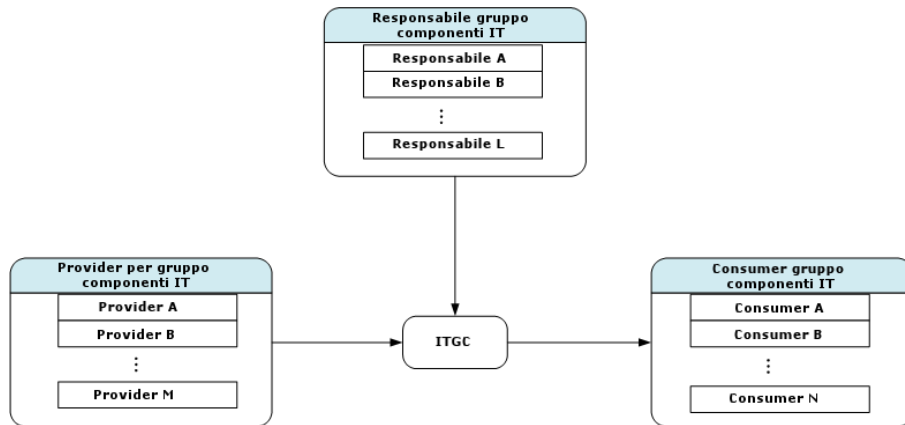 Responsabile gruppo
componenti IT
Responsabile A
Responsabile B
⋮
Responsabile L
Provider per gruppo
componenti IT
Provider A
Provider B
⋮
Provider M
ITGC
Consumer gruppo
componenti IT
Consumer A
Consumer B
⋮
Consumer N